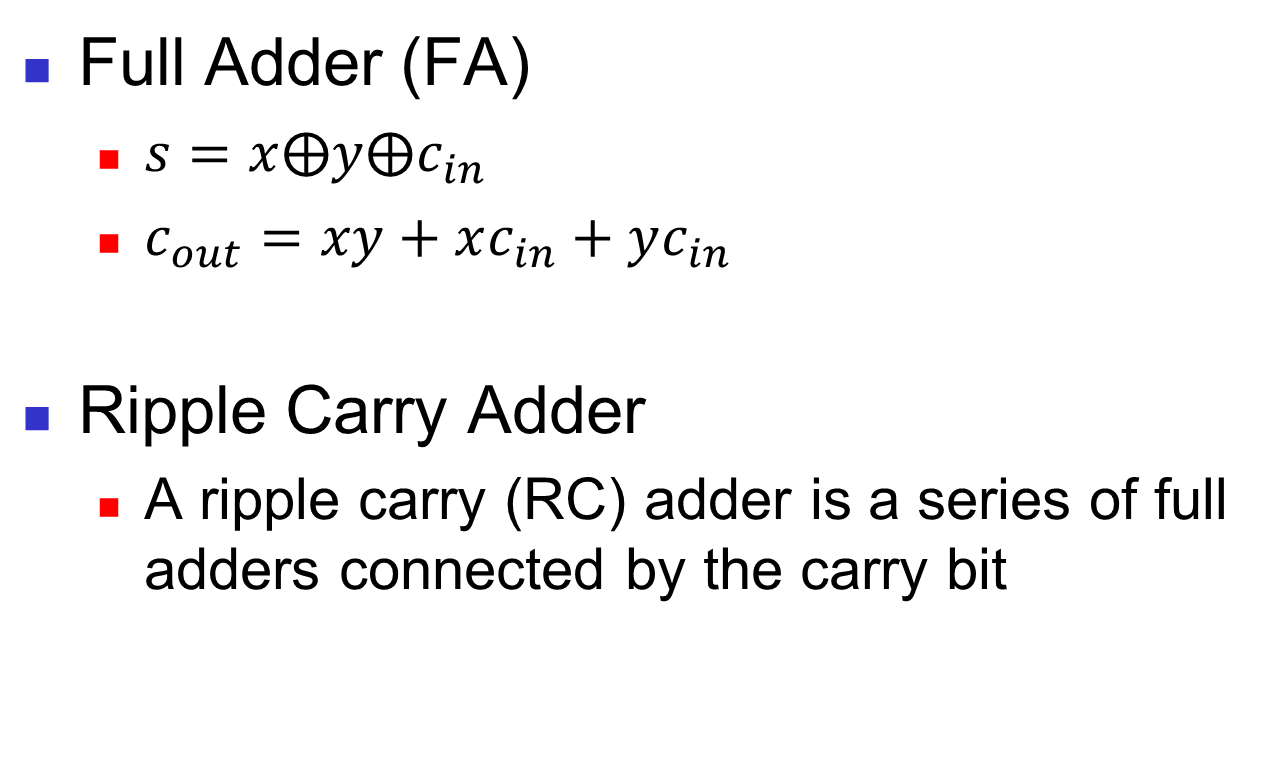 Full Adder (FA)
s = x⊕y⊕c_in
c_out = xy + xc_in + yc_in
Ripple Carry Adder
A ripple carry (RC) adder is a series of full
adders connected by the carry bit